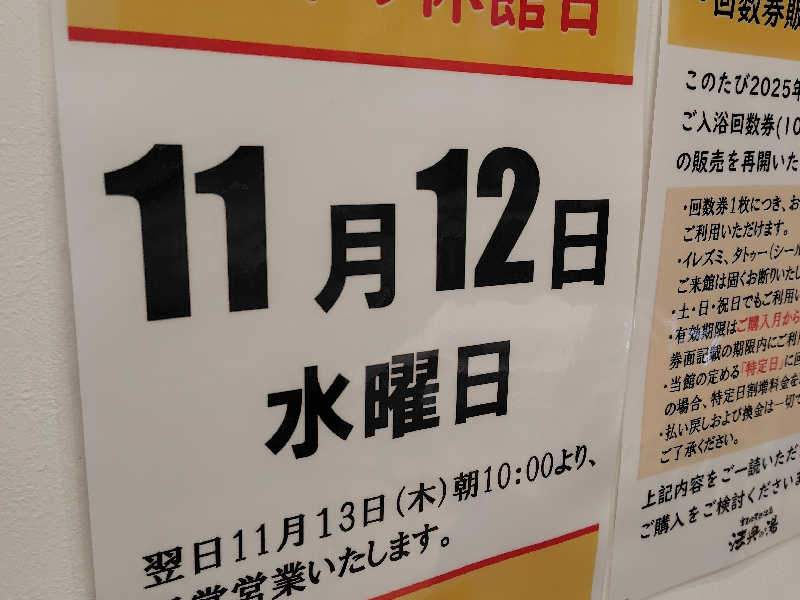 休館日
11月12日
水曜日
翌日11月13日(木)朝10:00より、
営業いたします。
回数券販
このたび2025年
ご入浴回数券(10
の販売を再開いた
・回数券1枚につき、お
ご利用いただけます。
・イレズミ、タトゥー(シール
ご来館は固くお断りいたし
・土・日・祝日でもご利用い
・有効期限はご購入月から
券面記載の期限内にご利用
・当館の定める「特定日」に回
の場合、特定日割増料金を
・払い戻しおよび換金は一切で
ご了承ください。
上記内容をご一読いただ
ご購入をご検討くださいま